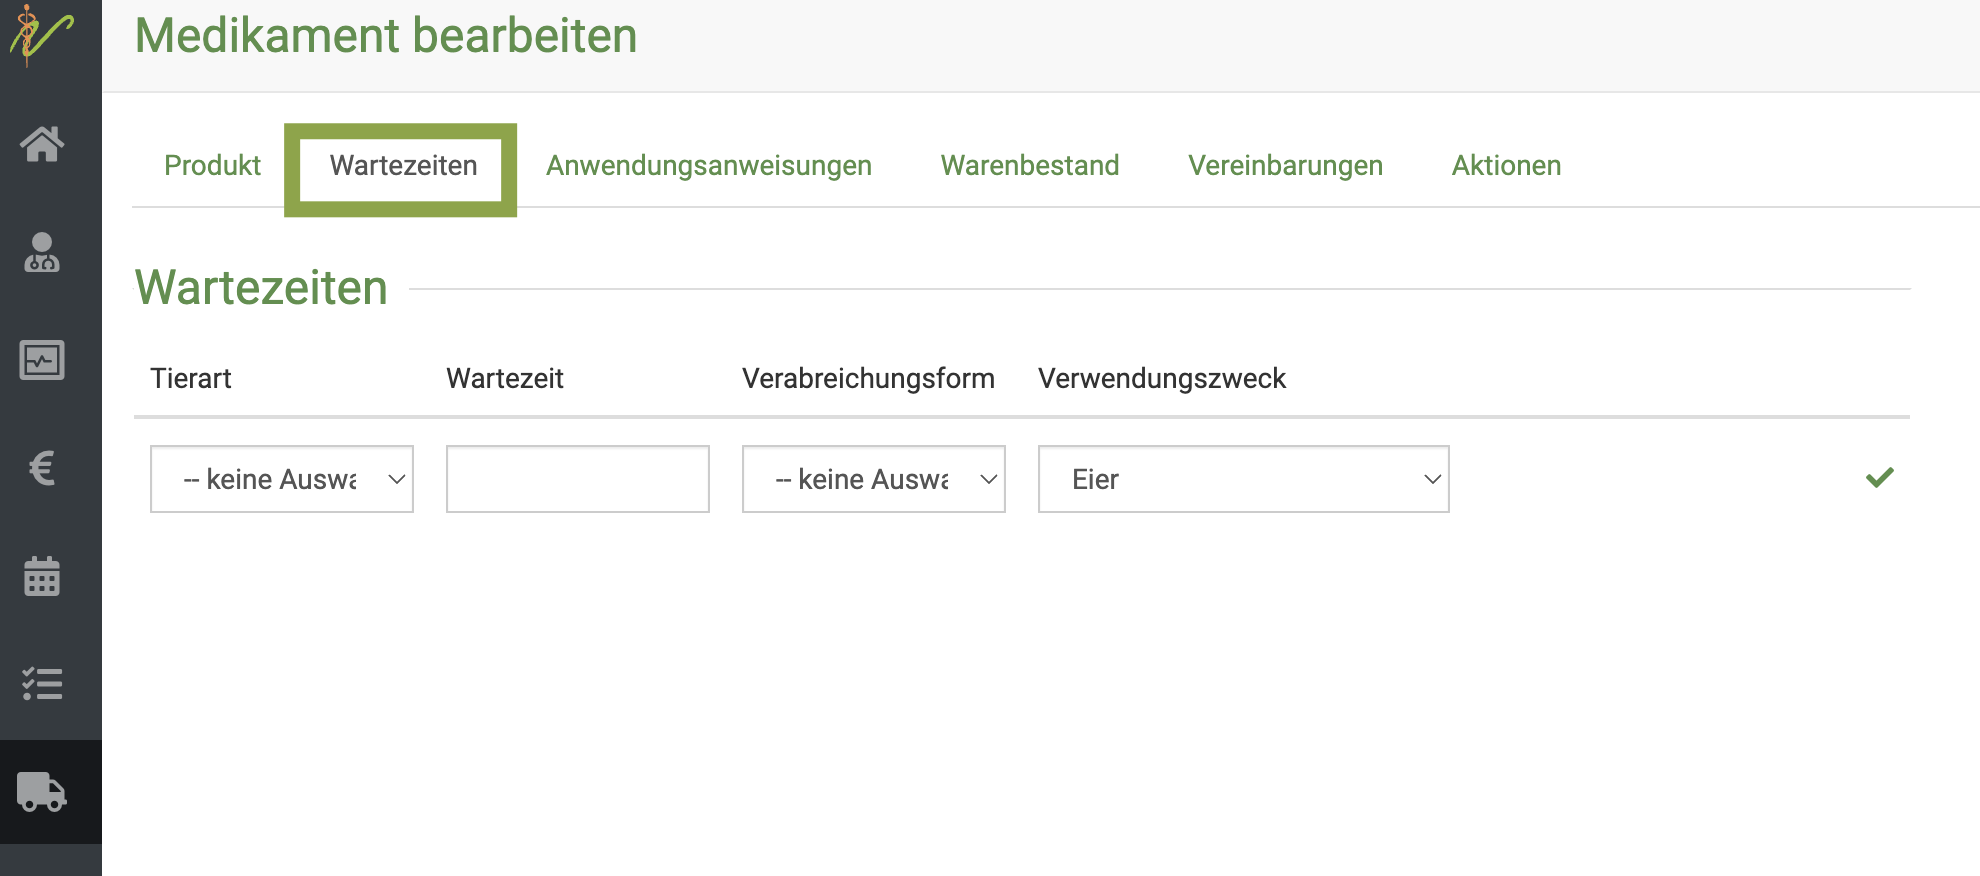 Medikament bearbeiten
Produkt Wartezeiten Anwendungsanweisungen Warenbestand Vereinbarungen Aktionen
Wartezeiten
Tierart Wartezeit Verabreichungsform Verwendungszweck
-- keine Auswa -- keine Auswa Eier